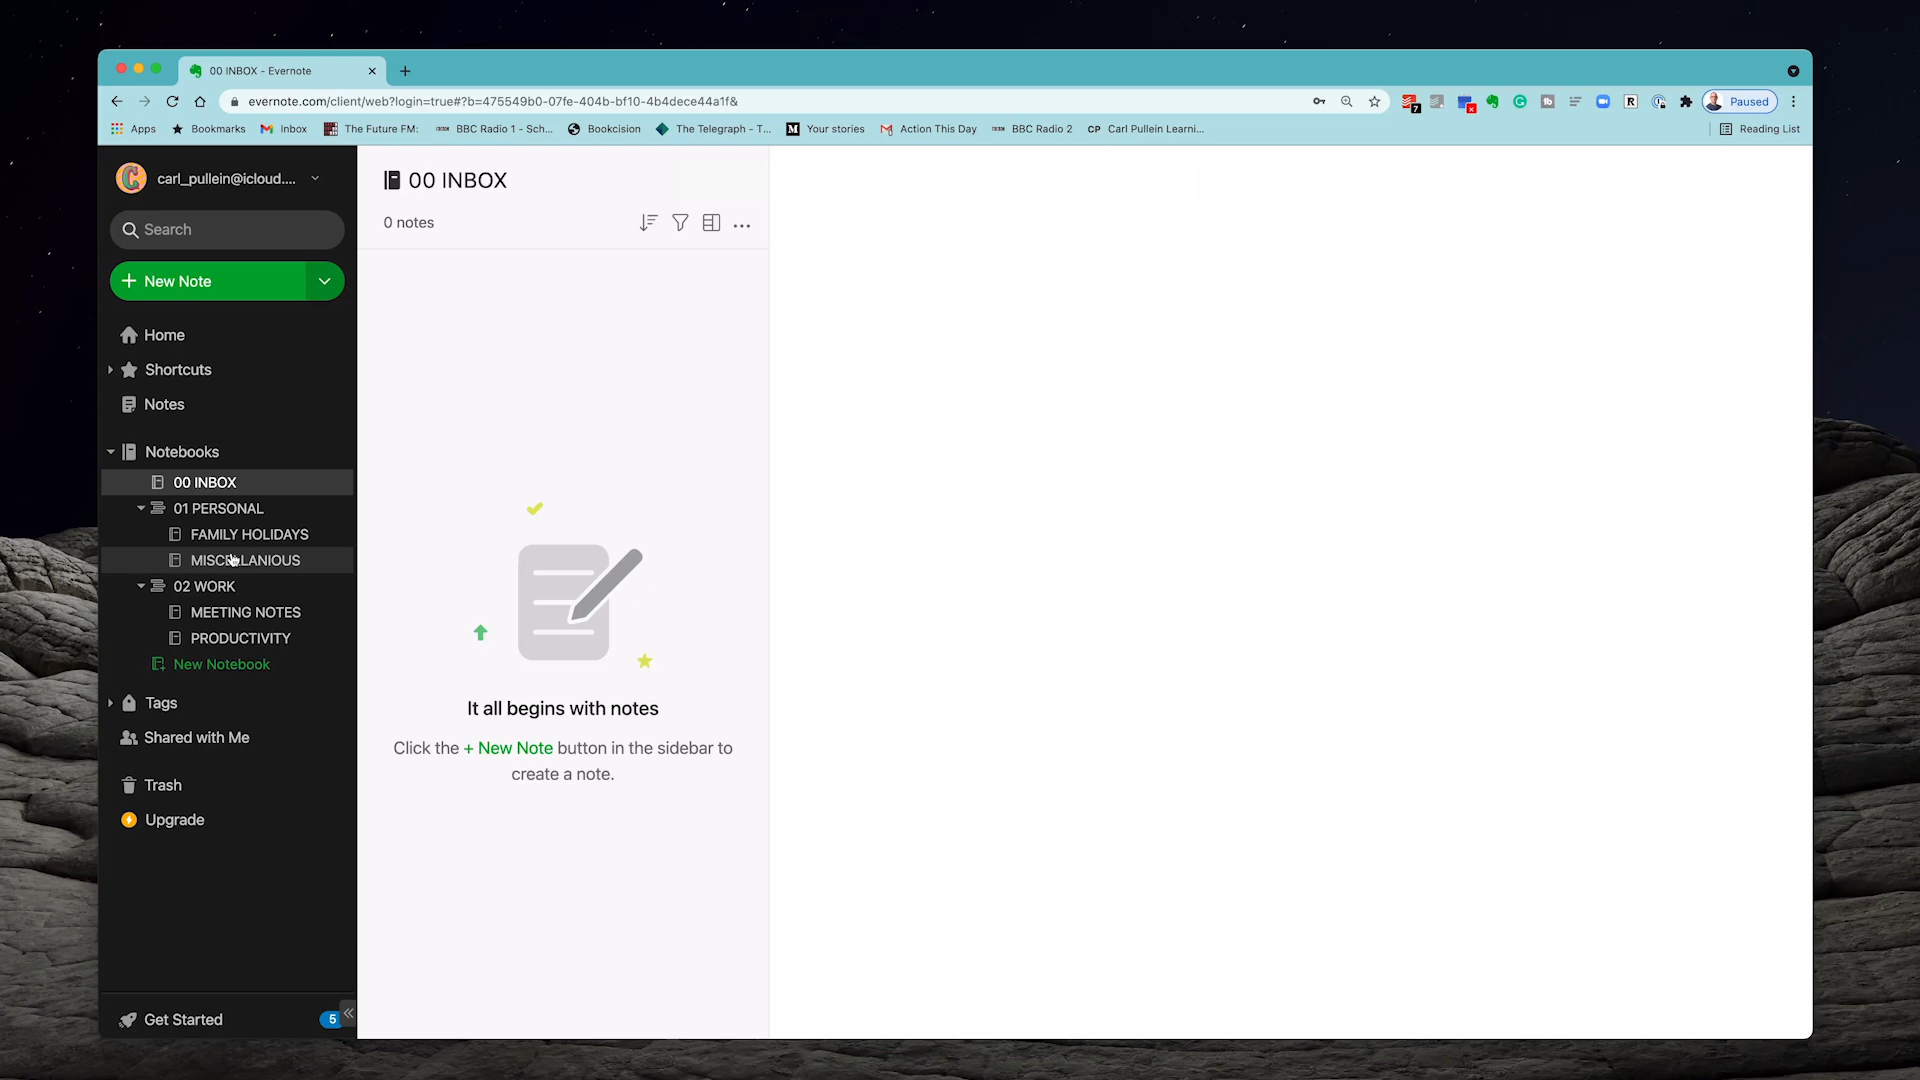 00 INBOX - Evernote
evernote.com/client/web?login=true#?b=475549b0-07fe-404b-bf10-4b4dece44a1f&
7
Paused
Apps
Bookmarks
Inbox
The Future FM:
BBC Radio 1 - Sch...
Bookcision
The Telegraph - T...
Your stories
Action This Day
BBC Radio 2
CP Carl Pullein Learni...
Reading List
carl_pullein@icloud....
Search
New Note
Home
Shortcuts
Notes
Notebooks
00 INBOX
01 PERSONAL
FAMILY HOLIDAYS
MISCELLANIOUS
02 WORK
MEETING NOTES
PRODUCTIVITY
New Notebook
Tags
Shared with Me
Trash
Upgrade
Get Started
5
00 INBOX
0 notes
It all begins with notes
Click the + New Note button in the sidebar to
create a note.